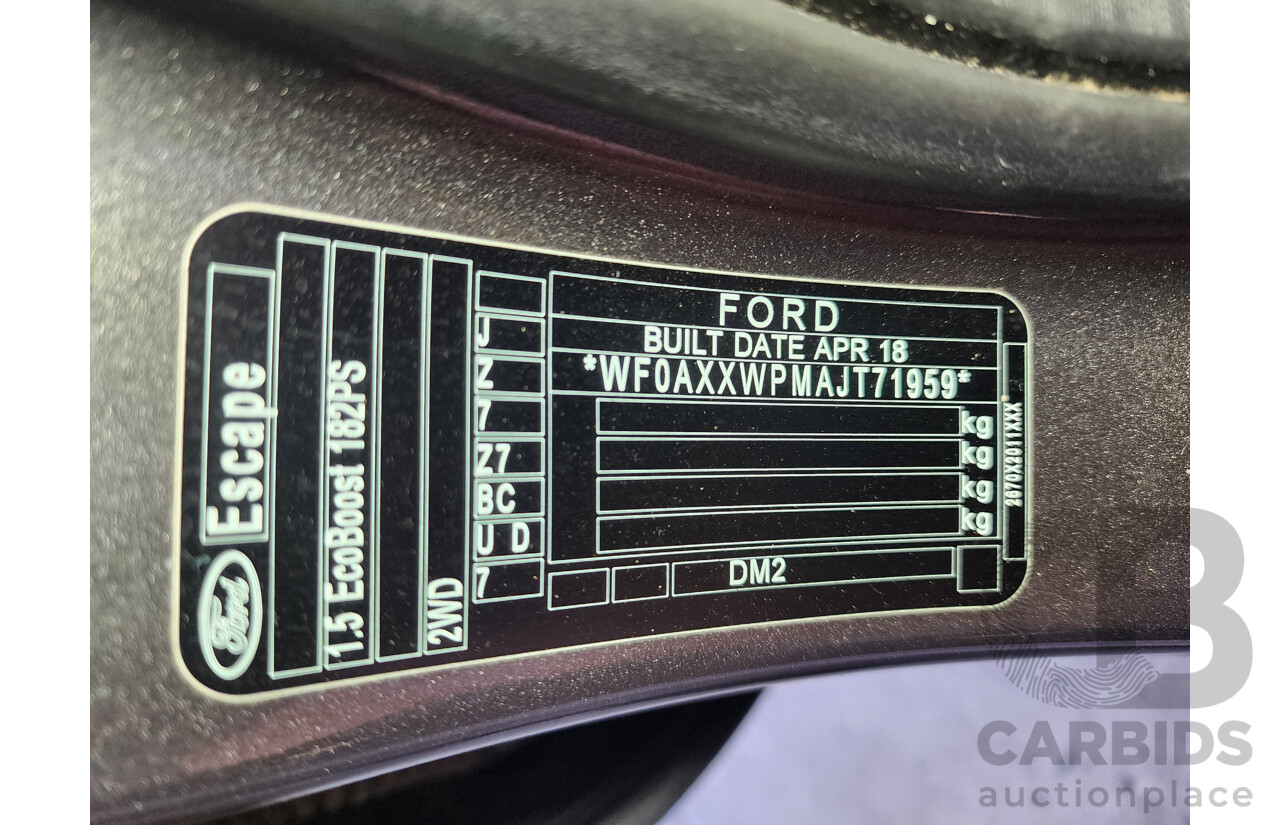 Ford
Escape
1.5 EcoBoost 182PS
2WD
J
Z
7
Z7
BC
U D
7
FORD
BUILT DATE APR 18
*WF0AXXWPMAJT71959*
kg
kg
kg
kg
DM2
2670X2011XXX
B
CARBIDS
auctionplace